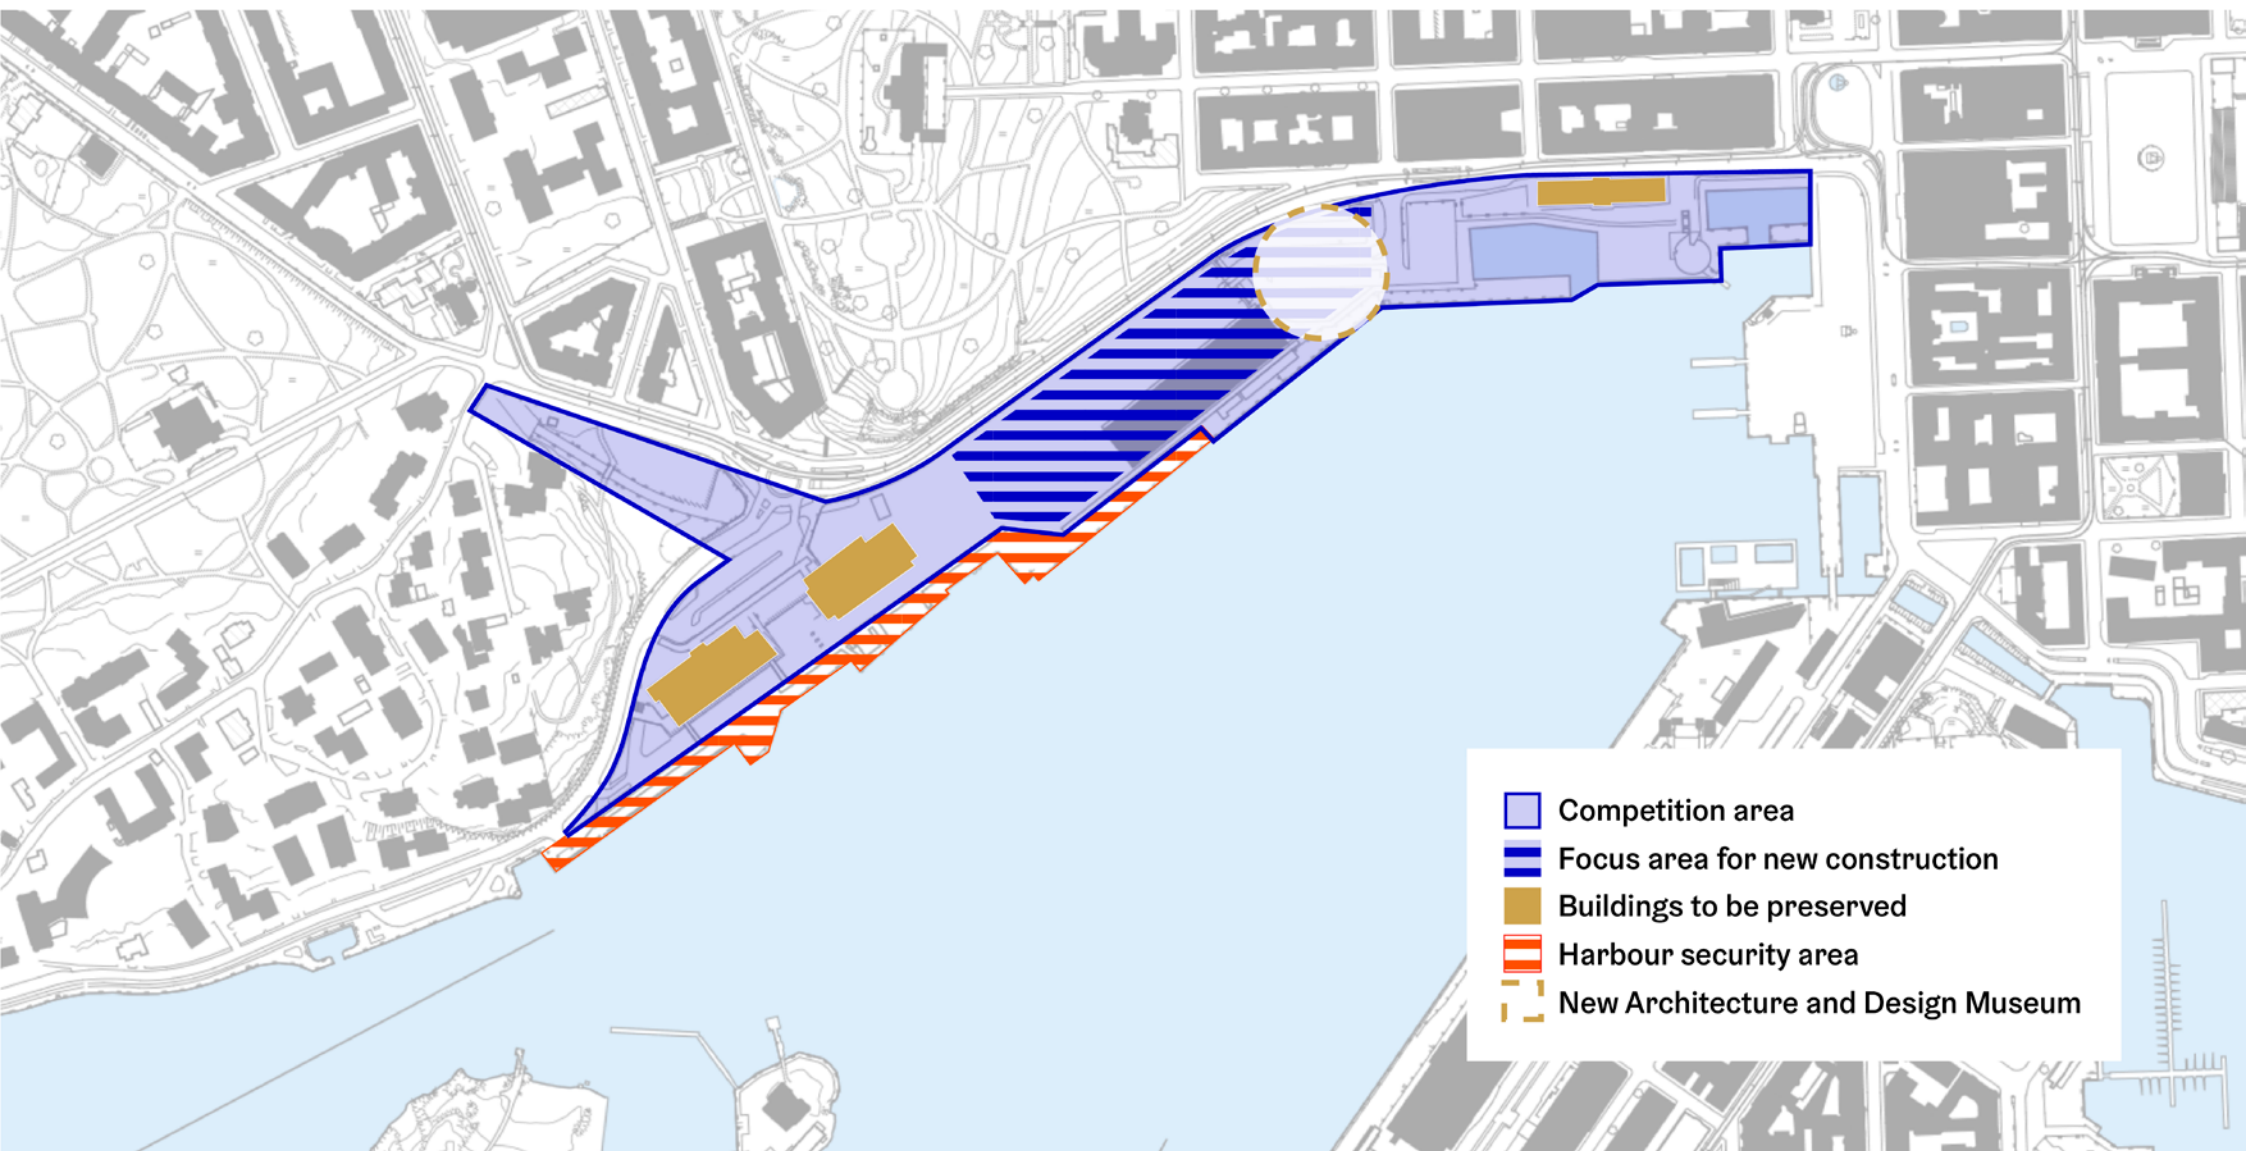 Competition area
Focus area for new construction
Buildings to be preserved
Harbour security area
New Architecture and Design Museum